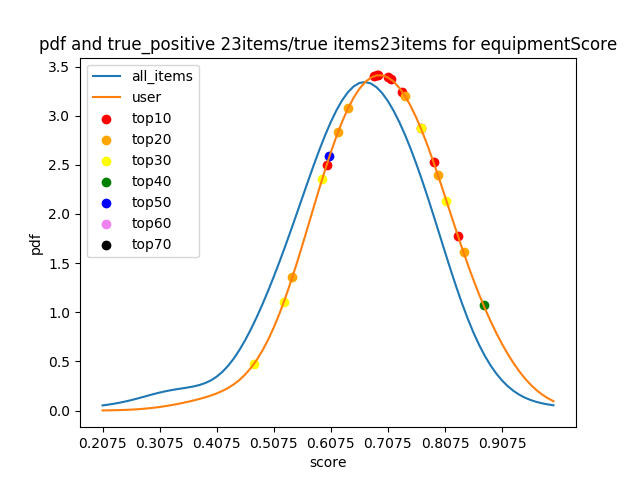 pdf and true_positive 23items/true items23items for equipmentScore
3.5
3.0
2.5
2.0
1.5
1.0
0.5
0.0
pdf
all_items
user
top10
top20
top30
top40
top50
top60
top70
0.2075 0.3075 0.4075 0.5075 0.6075 0.7075 0.8075 0.9075
score